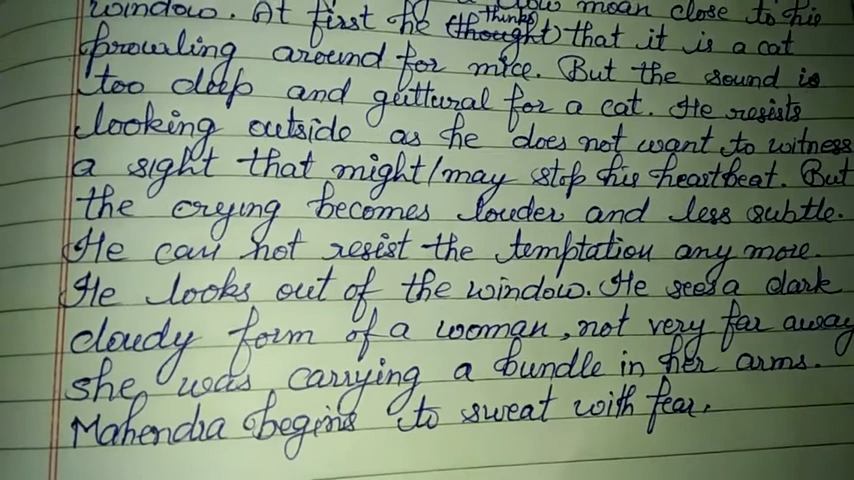 window. At first he (thought) thinks that it is a cat
prowling around for mice. But the sound is
too deep and guttural for a cat. He resists
looking outside as he does not want to witness
a sight that might/may stop his heartbeat. But
the crying becomes louder and less subtle.
He can not resist the temptation any more.
He looks out of the window. He sees a dark
cloudy form of a woman, not very far away
she was carrying a bundle in her arms.
Mahendra begins to sweat with fear.